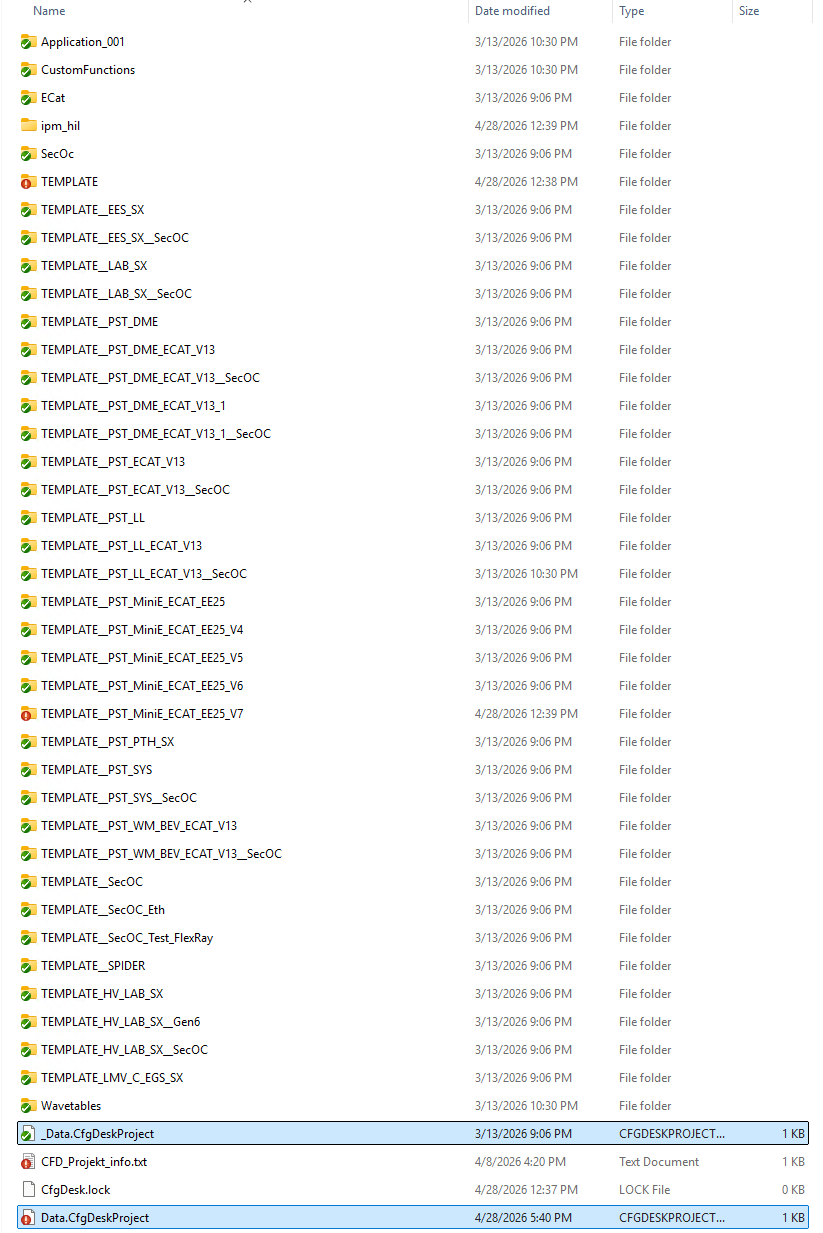 Name Date modified Type Size
Application_001 3/13/2026 10:30 PM File folder
CustomFunctions 3/13/2026 10:30 PM File folder
ECat 3/13/2026 9:06 PM File folder
ipm_hil 4/28/2026 12:39 PM File folder
SecOc 3/13/2026 9:06 PM File folder
TEMPLATE 4/28/2026 12:38 PM File folder
TEMPLATE__EES_SX 3/13/2026 9:06 PM File folder
TEMPLATE__EES_SX__SecOC 3/13/2026 9:06 PM File folder
TEMPLATE__LAB_SX 3/13/2026 9:06 PM File folder
TEMPLATE__LAB_SX__SecOC 3/13/2026 9:06 PM File folder
TEMPLATE__PST_DME 3/13/2026 9:06 PM File folder
TEMPLATE__PST_DME_ECAT_V13 3/13/2026 9:06 PM File folder
TEMPLATE__PST_DME_ECAT_V13__SecOC 3/13/2026 9:06 PM File folder
TEMPLATE__PST_DME_ECAT_V13_1 3/13/2026 9:06 PM File folder
TEMPLATE__PST_DME_ECAT_V13_1__SecOC 3/13/2026 9:06 PM File folder
TEMPLATE__PST_ECAT_V13 3/13/2026 9:06 PM File folder
TEMPLATE__PST_ECAT_V13__SecOC 3/13/2026 9:06 PM File folder
TEMPLATE__PST_LL 3/13/2026 9:06 PM File folder
TEMPLATE__PST_LL_ECAT_V13 3/13/2026 9:06 PM File folder
TEMPLATE__PST_LL_ECAT_V13__SecOC 3/13/2026 10:30 PM File folder
TEMPLATE__PST_MiniE_ECAT_EE25 3/13/2026 9:06 PM File folder
TEMPLATE__PST_MiniE_ECAT_EE25_V4 3/13/2026 9:06 PM File folder
TEMPLATE__PST_MiniE_ECAT_EE25_V5 3/13/2026 9:06 PM File folder
TEMPLATE__PST_MiniE_ECAT_EE25_V6 3/13/2026 9:06 PM File folder
TEMPLATE__PST_MiniE_ECAT_EE25_V7 4/28/2026 12:39 PM File folder
TEMPLATE__PST_PTH_SX 3/13/2026 9:06 PM File folder
TEMPLATE__PST_SYS 3/13/2026 9:06 PM File folder
TEMPLATE__PST_SYS__SecOC 3/13/2026 9:06 PM File folder
TEMPLATE__PST_WM_BEV_ECAT_V13 3/13/2026 9:06 PM File folder
TEMPLATE__PST_WM_BEV_ECAT_V13__SecOC 3/13/2026 9:06 PM File folder
TEMPLATE__SecOC 3/13/2026 9:06 PM File folder
TEMPLATE__SecOC_Eth 3/13/2026 9:06 PM File folder
TEMPLATE__SecOC_Test_FlexRay 3/13/2026 9:06 PM File folder
TEMPLATE__SPIDER 3/13/2026 9:06 PM File folder
TEMPLATE_HV_LAB_SX 3/13/2026 9:06 PM File folder
TEMPLATE_HV_LAB_SX__Gen6 3/13/2026 9:06 PM File folder
TEMPLATE_HV_LAB_SX__SecOC 3/13/2026 9:06 PM File folder
TEMPLATE_LMV_C_EGS_SX 3/13/2026 9:06 PM File folder
Wavetables 3/13/2026 10:30 PM File folder
_Data.CfgDeskProject 3/13/2026 9:06 PM CFGDESKPROJECT... 1 KB
CFD_Projekt_info.txt 4/8/2026 4:20 PM Text Document 1 KB
CfgDesk.lock 4/28/2026 12:37 PM LOCK File 0 KB
Data.CfgDeskProject 4/28/2026 5:40 PM CFGDESKPROJECT... 1 KB